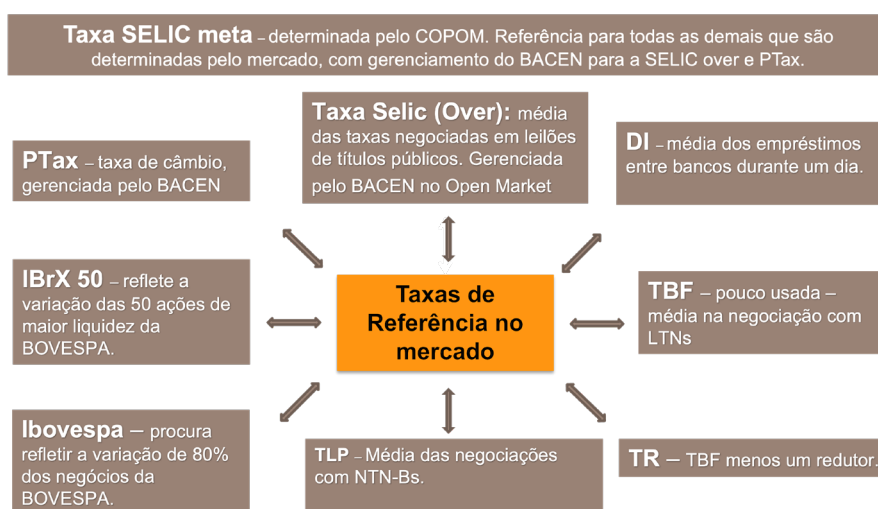 Taxa SELIC meta – determinada pelo COPOM. Referência para todas as demais que são
determinadas pelo mercado, com gerenciamento do BACEN para a SELIC over e PTax.
Taxa Selic (Over): média
das taxas negociadas em leilões
de títulos públicos. Gerenciada
pelo BACEN no Open Market
PTax – taxa de câmbio,
gerenciada pelo BACEN
DI – média dos empréstimos
entre bancos durante um dia.
IBrX 50 – reflete a
variação das 50 ações de
maior liquidez da
BOVESPA.
Taxas de
Referência no
mercado
TBF – pouco usada –
média na negociação com
LTNs
Ibovespa – procura
refletir a variação de 80%
dos negócios da
BOVESPA.
TLP – Média das negociações
com NTN-Bs.
TR – TBF menos um redutor.